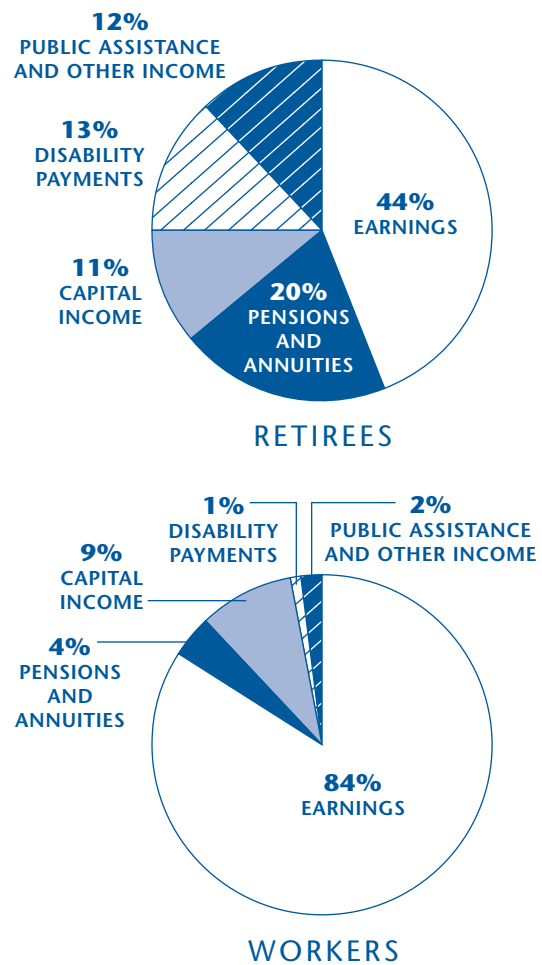 12%
PUBLIC ASSISTANCE
AND OTHER INCOME
13%
DISABILITY
PAYMENTS
44%
EARNINGS
11%
CAPITAL
INCOME
20%
PENSIONS
AND
ANNUITIES
RETIREES
1%
DISABILITY
PAYMENTS
2%
PUBLIC ASSISTANCE
AND OTHER INCOME
9%
CAPITAL
INCOME
4%
PENSIONS
AND
ANNUITIES
84%
EARNINGS
WORKERS